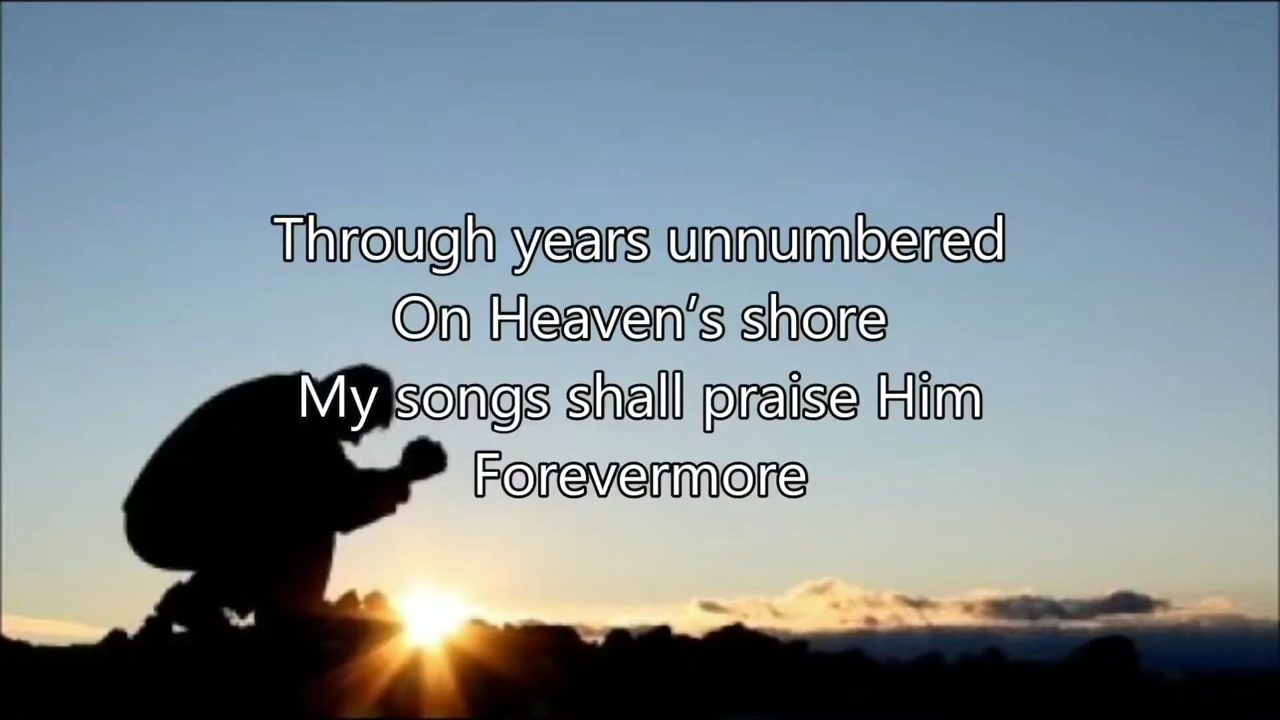 Through years unnumbered
On Heaven’s shore
My songs shall praise Him
Forevermore